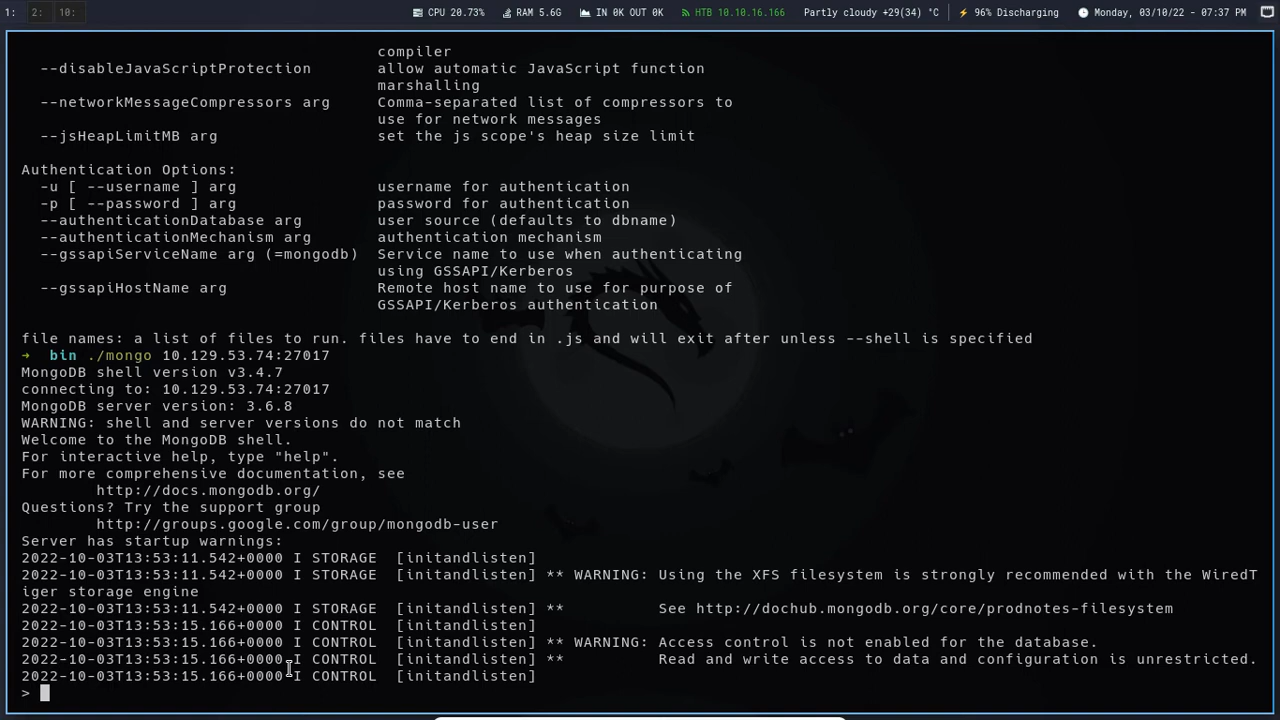 1: 2: 10: CPU 20.73% RAM 5.6G IN 0K OUT 0K HTB 10.10.16.166 Partly cloudy +29(34) °C 96% Discharging Monday, 03/10/22 - 07:37 PM
compiler
--disableJavaScriptProtection allow automatic JavaScript function
marshalling
--networkMessageCompressors arg Comma-separated list of compressors to
use for network messages
--jsHeapLimitMB arg set the js scope's heap size limit
Authentication Options:
-u [ --username ] arg username for authentication
-p [ --password ] arg password for authentication
--authenticationDatabase arg user source (defaults to dbname)
--authenticationMechanism arg authentication mechanism
--gssapiServiceName arg (=mongodb) Service name to use when authenticating
using GSSAPI/Kerberos
--gssapiHostName arg Remote host name to use for purpose of
GSSAPI/Kerberos authentication
file names: a list of files to run. files have to end in .js and will exit after unless --shell is specified
→ bin ./mongo 10.129.53.74:27017
MongoDB shell version v3.4.7
connecting to: 10.129.53.74:27017
MongoDB server version: 3.6.8
WARNING: shell and server versions do not match
Welcome to the MongoDB shell.
For interactive help, type "help".
For more comprehensive documentation, see
http://docs.mongodb.org/
Questions? Try the support group
http://groups.google.com/group/mongodb-user
Server has startup warnings:
2022-10-03T13:53:11.542+0000 I STORAGE [initandlisten]
2022-10-03T13:53:11.542+0000 I STORAGE [initandlisten] ** WARNING: Using the XFS filesystem is strongly recommended with the WiredT
iger storage engine
2022-10-03T13:53:11.542+0000 I STORAGE [initandlisten] ** See http://dochub.mongodb.org/core/prodnotes-filesystem
2022-10-03T13:53:15.166+0000 I CONTROL [initandlisten]
2022-10-03T13:53:15.166+0000 I CONTROL [initandlisten] ** WARNING: Access control is not enabled for the database.
2022-10-03T13:53:15.166+0000 I CONTROL [initandlisten] ** Read and write access to data and configuration is unrestricted.
2022-10-03T13:53:15.166+0000 I CONTROL [initandlisten]
>